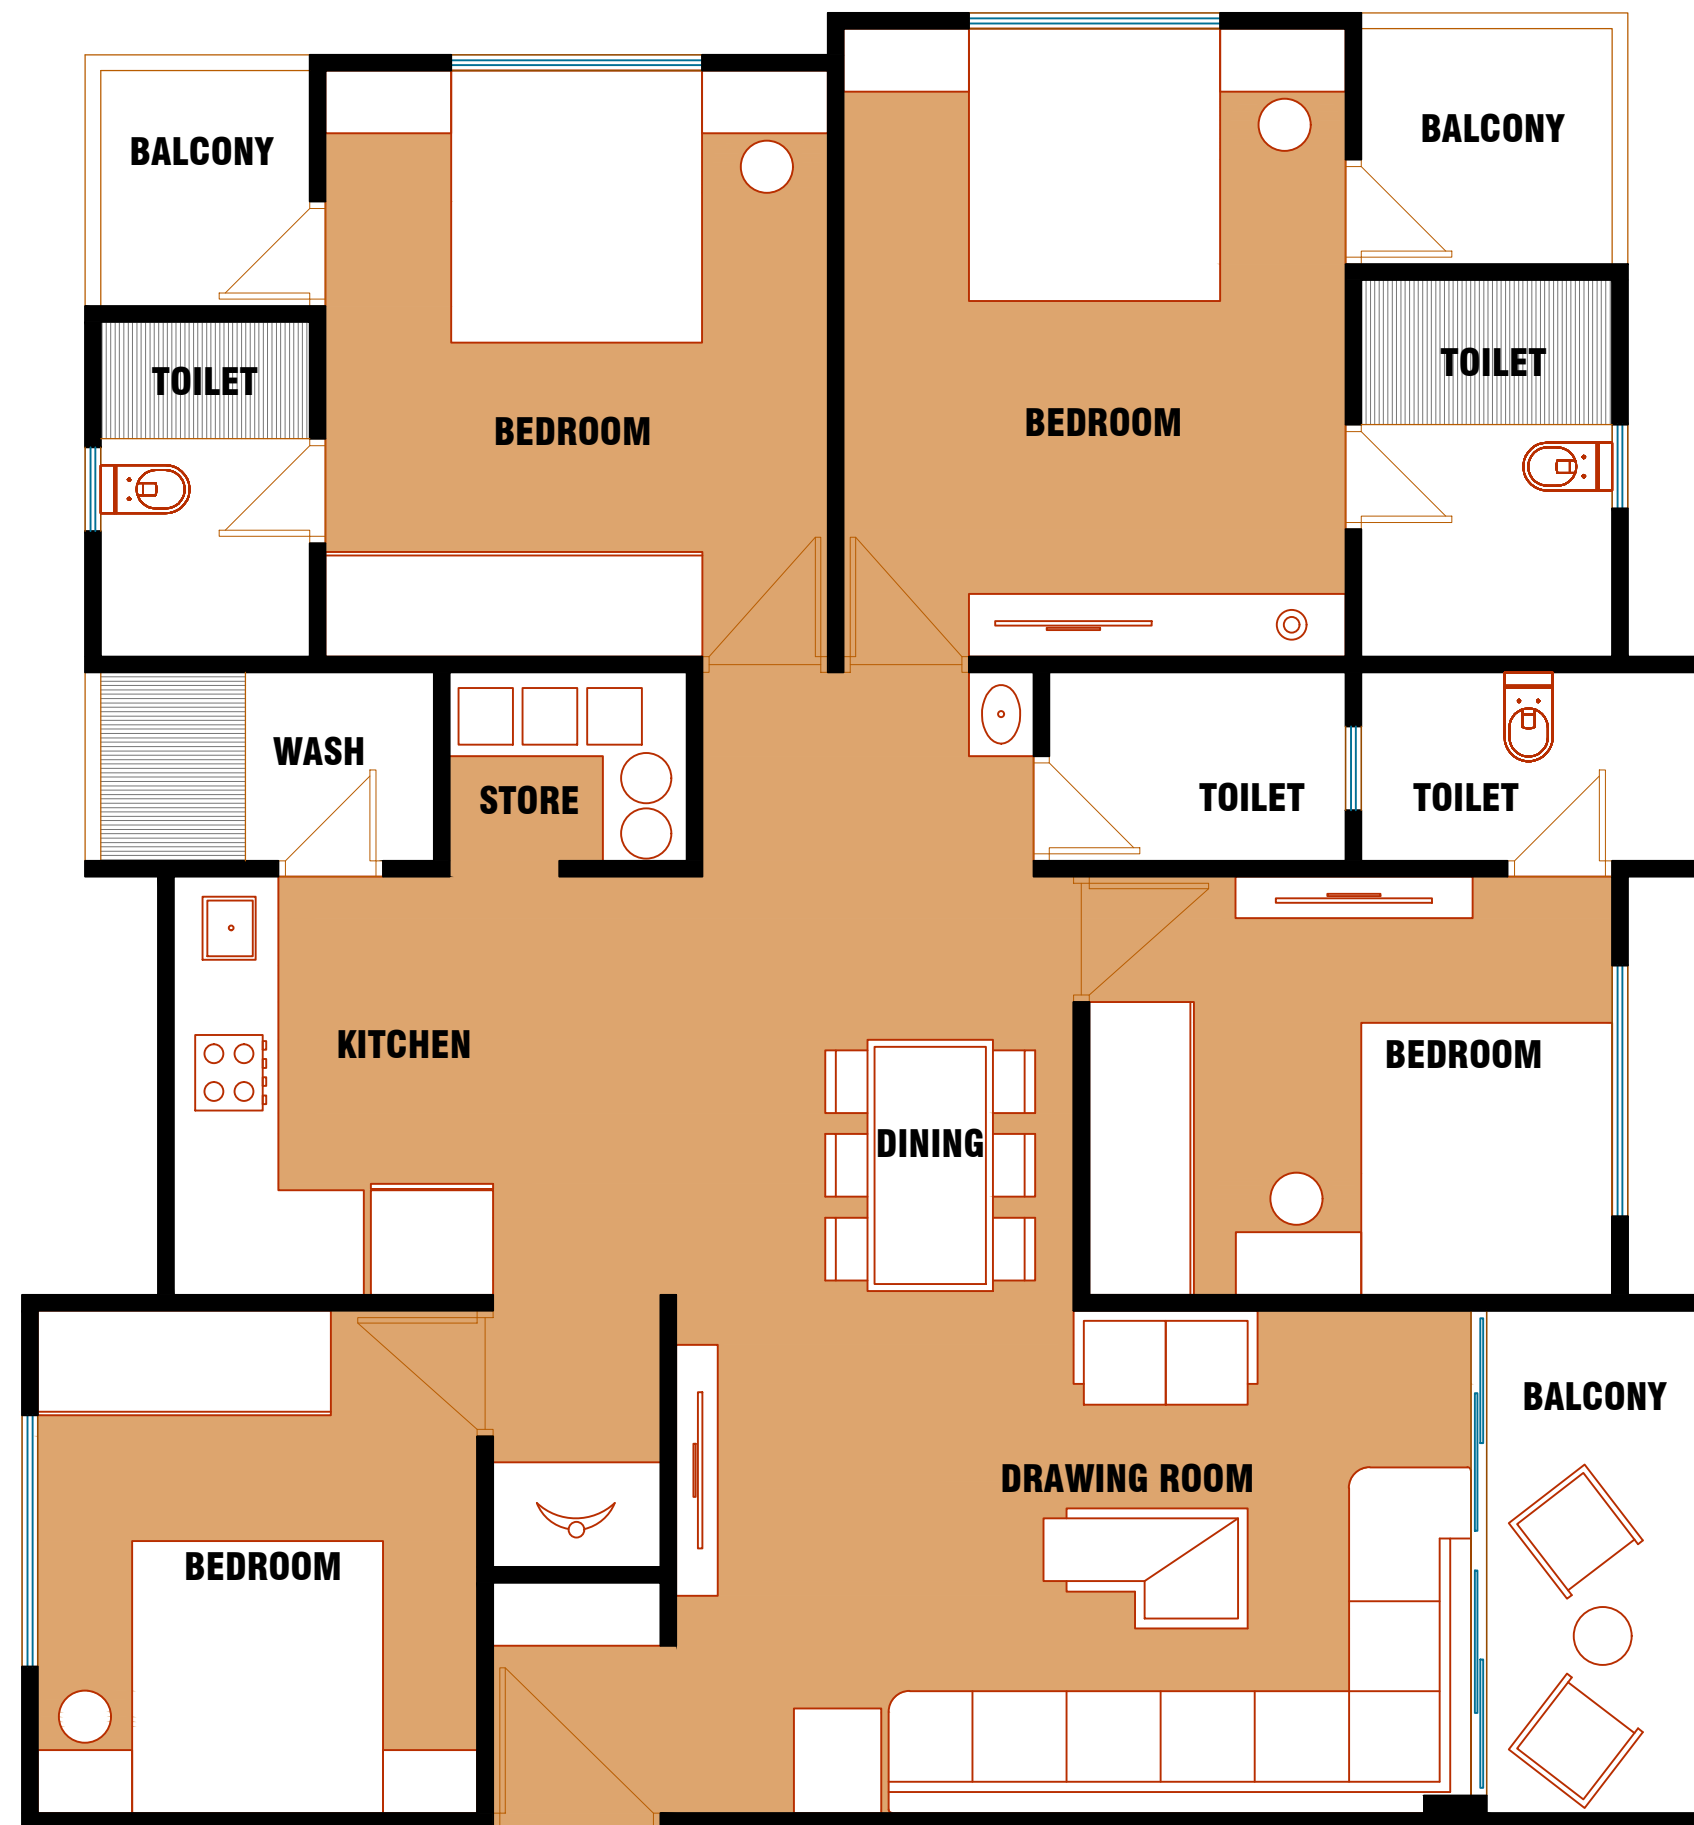 BALCONY
BALCONY
TOILET
TOILET
BEDROOM
BEDROOM
WASH
STORE
TOILET
TOILET
KITCHEN
BEDROOM
DINING
BALCONY
DRAWING ROOM
BEDROOM